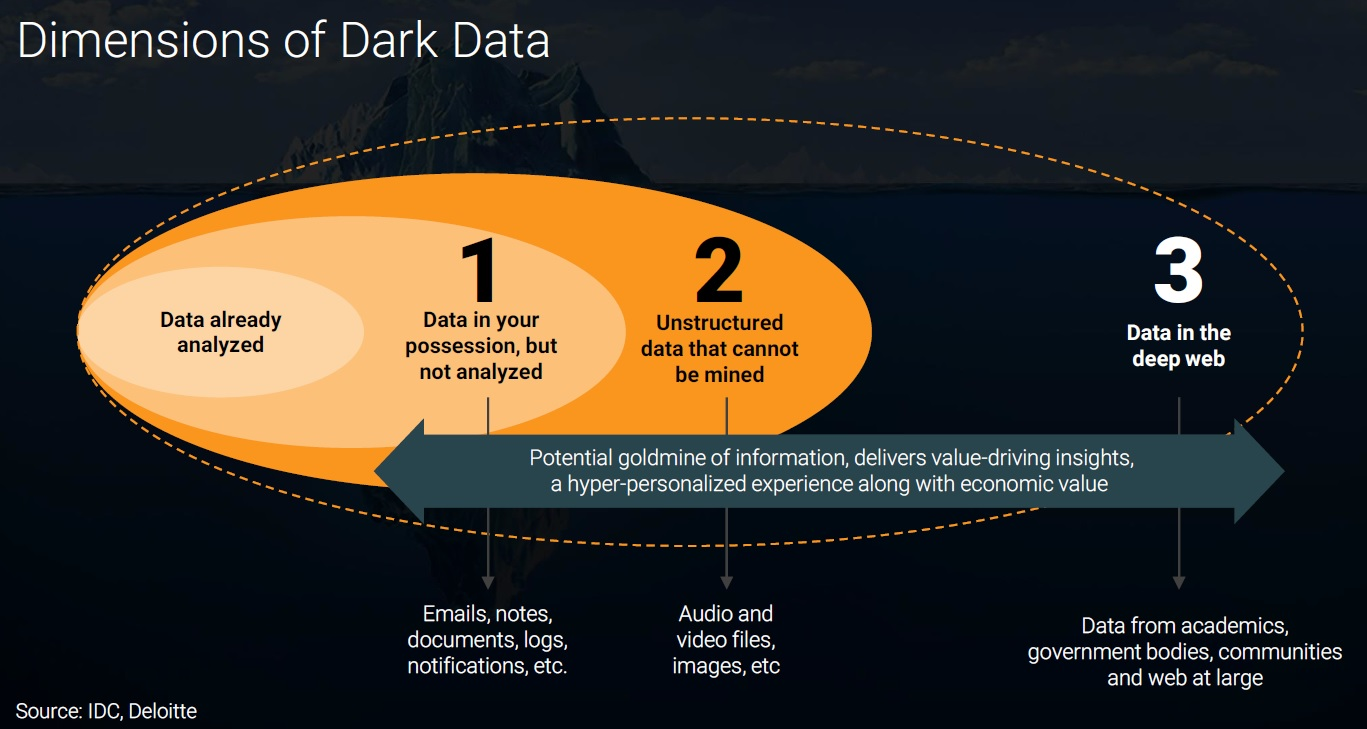 Dimensions of Dark Data
Data already
analyzed
1
Data in your
possession, but
not analyzed
2
Unstructured
data that cannot
be mined
3
Data in the
deep web
Potential goldmine of information, delivers value-driving insights,
a hyper-personalized experience along with economic value
Emails, notes,
documents, logs,
notifications, etc.
Audio and
video files,
images, etc
Data from academics,
government bodies, communities
and web at large
Source: IDC, Deloitte